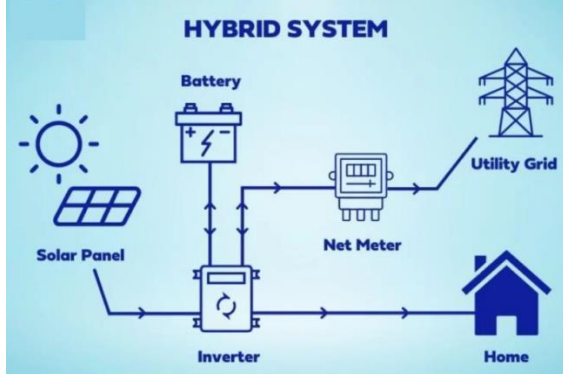 HYBRID SYSTEM
Battery
Utility Grid
Solar Panel
Net Meter
Inverter
Home